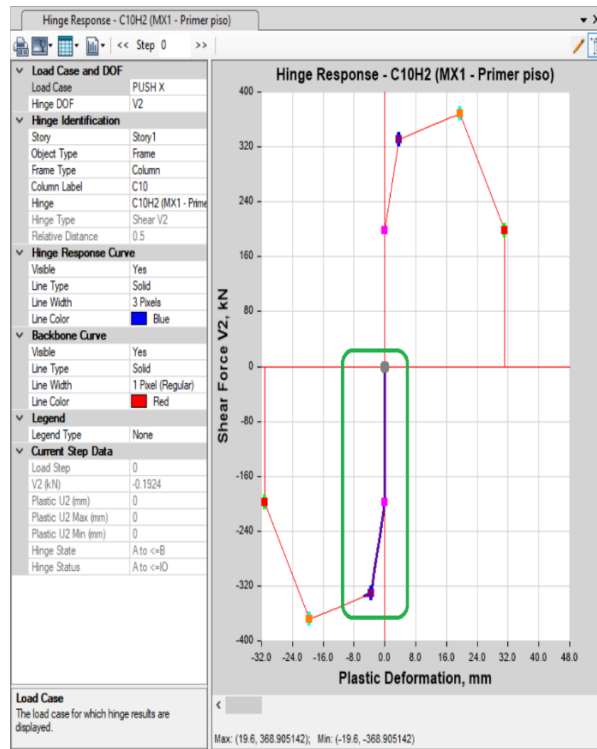 Hinge Response - C10H2 (MX1 - Primer piso)
<< Step 0 >>
Load Case and DOF
Load Case PUSH X
Hinge DOF V2
Hinge Identification
Story Story1
Object Type Frame
Frame Type Column
Column Label C10
Hinge C10H2 (MX1 - Prime
Hinge Type Shear V2
Relative Distance 0.5
Hinge Response Curve
Visible Yes
Line Type Solid
Line Width 3 Pixels
Line Color Blue
Backbone Curve
Visible Yes
Line Type Solid
Line Width 1 Pixel (Regular)
Line Color Red
Legend
Legend Type None
Current Step Data
Load Step 0
V2 (kN) -0.1924
Plastic U2 (mm) 0
Plastic U2 Max (mm) 0
Plastic U2 Min (mm) 0
Hinge State A to <=B
Hinge Status A to <=IO
Load Case
The load case for which hinge results are
displayed.
Hinge Response - C10H2 (MX1 - Primer piso)
400
320
240
160
80
0
-80
-160
-240
-320
-400
Shear Force V2, kN
-32.0 -24.0 -16.0 -8.0 0.0 8.0 16.0 24.0 32.0 40.0 48.0
Plastic Deformation, mm
Max: (19.6, 368.905142); Min: (-19.6, -368.905142)